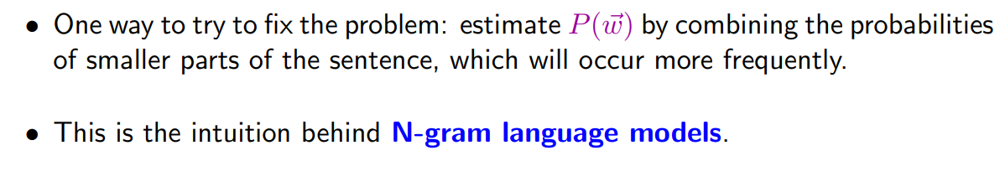 • One way to try to fix the problem: estimate P(w⃗) by combining the probabilities
of smaller parts of the sentence, which will occur more frequently.
• This is the intuition behind N-gram language models.